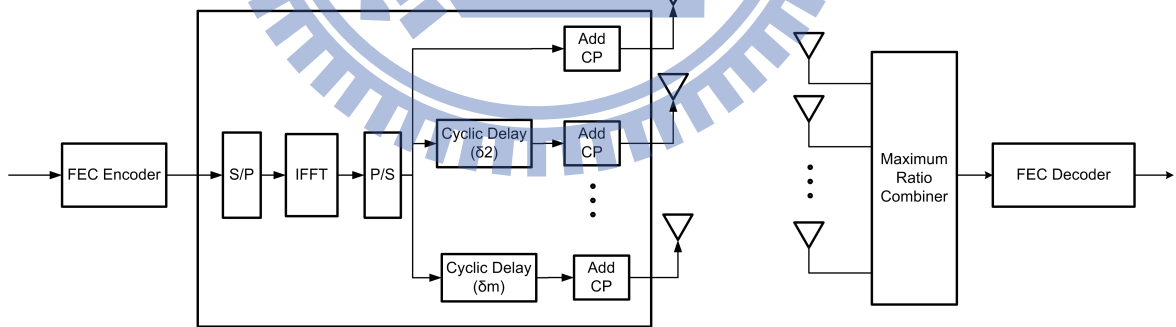 Add
CP
Cyclic Delay
(δ2)
Add
CP
FEC Encoder
S/P
IFFT
P/S
Maximum
Ratio
Combiner
FEC Decoder
Cyclic Delay
(δm)
Add
CP